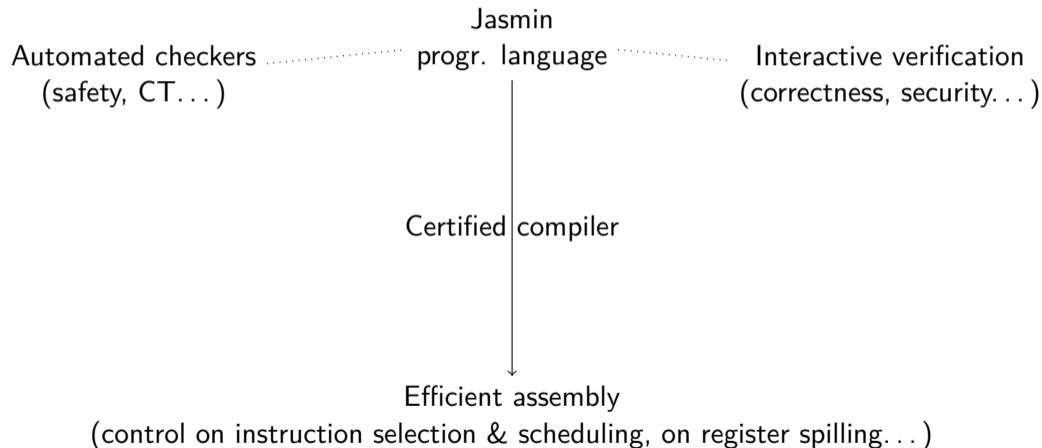 Jasmin
Automated checkers progr. language Interactive verification
(safety, CT...) (correctness, security...)
Certified compiler
Efficient assembly
(control on instruction selection & scheduling, on register spilling...)